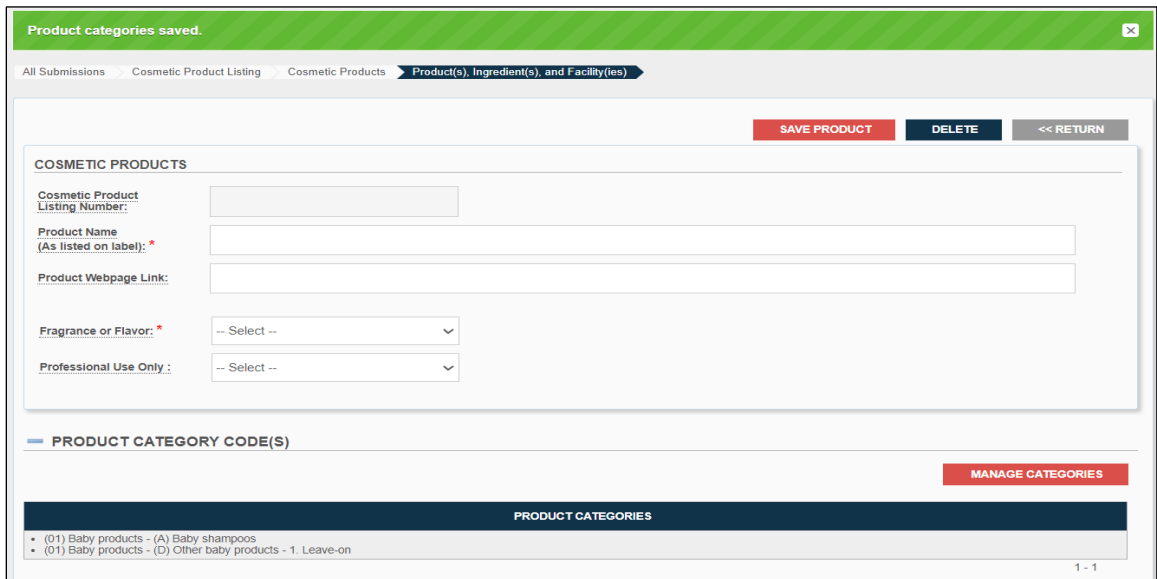 Product categories saved.
All Submissions Cosmetic Product Listing Cosmetic Products Product(s), Ingredient(s), and Facility(ies)
SAVE PRODUCT DELETE << RETURN
COSMETIC PRODUCTS
Cosmetic Product
Listing Number:
Product Name
(As listed on label): *
Product Webpage Link:
Fragrance or Flavor: * -- Select --
Professional Use Only : -- Select --
PRODUCT CATEGORY CODE(S)
MANAGE CATEGORIES
PRODUCT CATEGORIES
• (01) Baby products - (A) Baby shampoos
• (01) Baby products - (D) Other baby products - 1. Leave-on
1 - 1